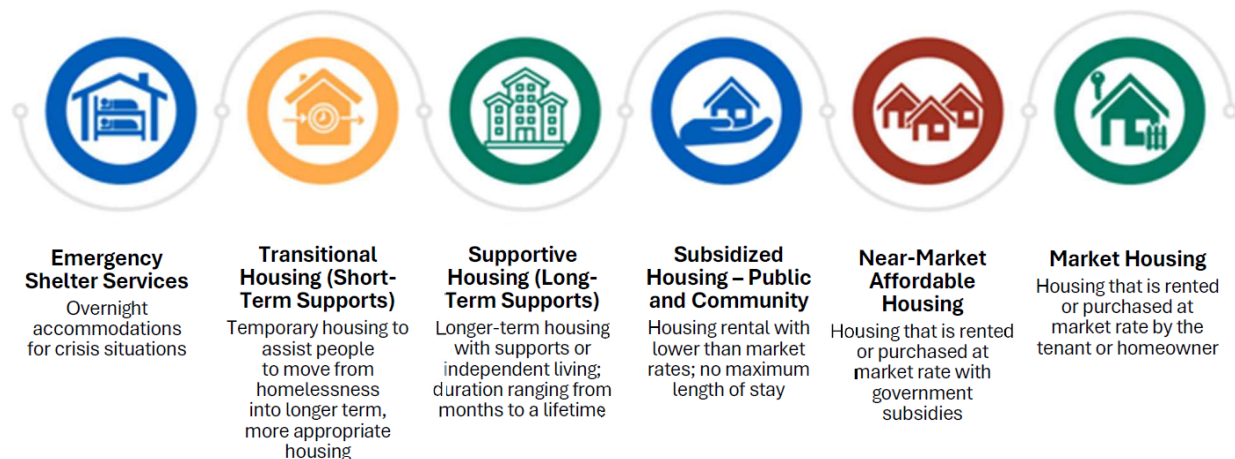 Emergency
Shelter Services
Overnight
accommodations
for crisis situations
Transitional
Housing (Short-
Term Supports)
Temporary housing to
assist people
to move from
homelessness
into longer term,
more appropriate
housing
Supportive
Housing (Long-
Term Supports)
Longer-term housing
with supports or
independent living;
duration ranging from
months to a lifetime
Subsidized
Housing – Public
and Community
Housing rental with
lower than market
rates; no maximum
length of stay
Near-Market
Affordable
Housing
Housing that is rented
or purchased at
market rate with
government
subsidies
Market Housing
Housing that is rented
or purchased at
market rate by the
tenant or homeowner